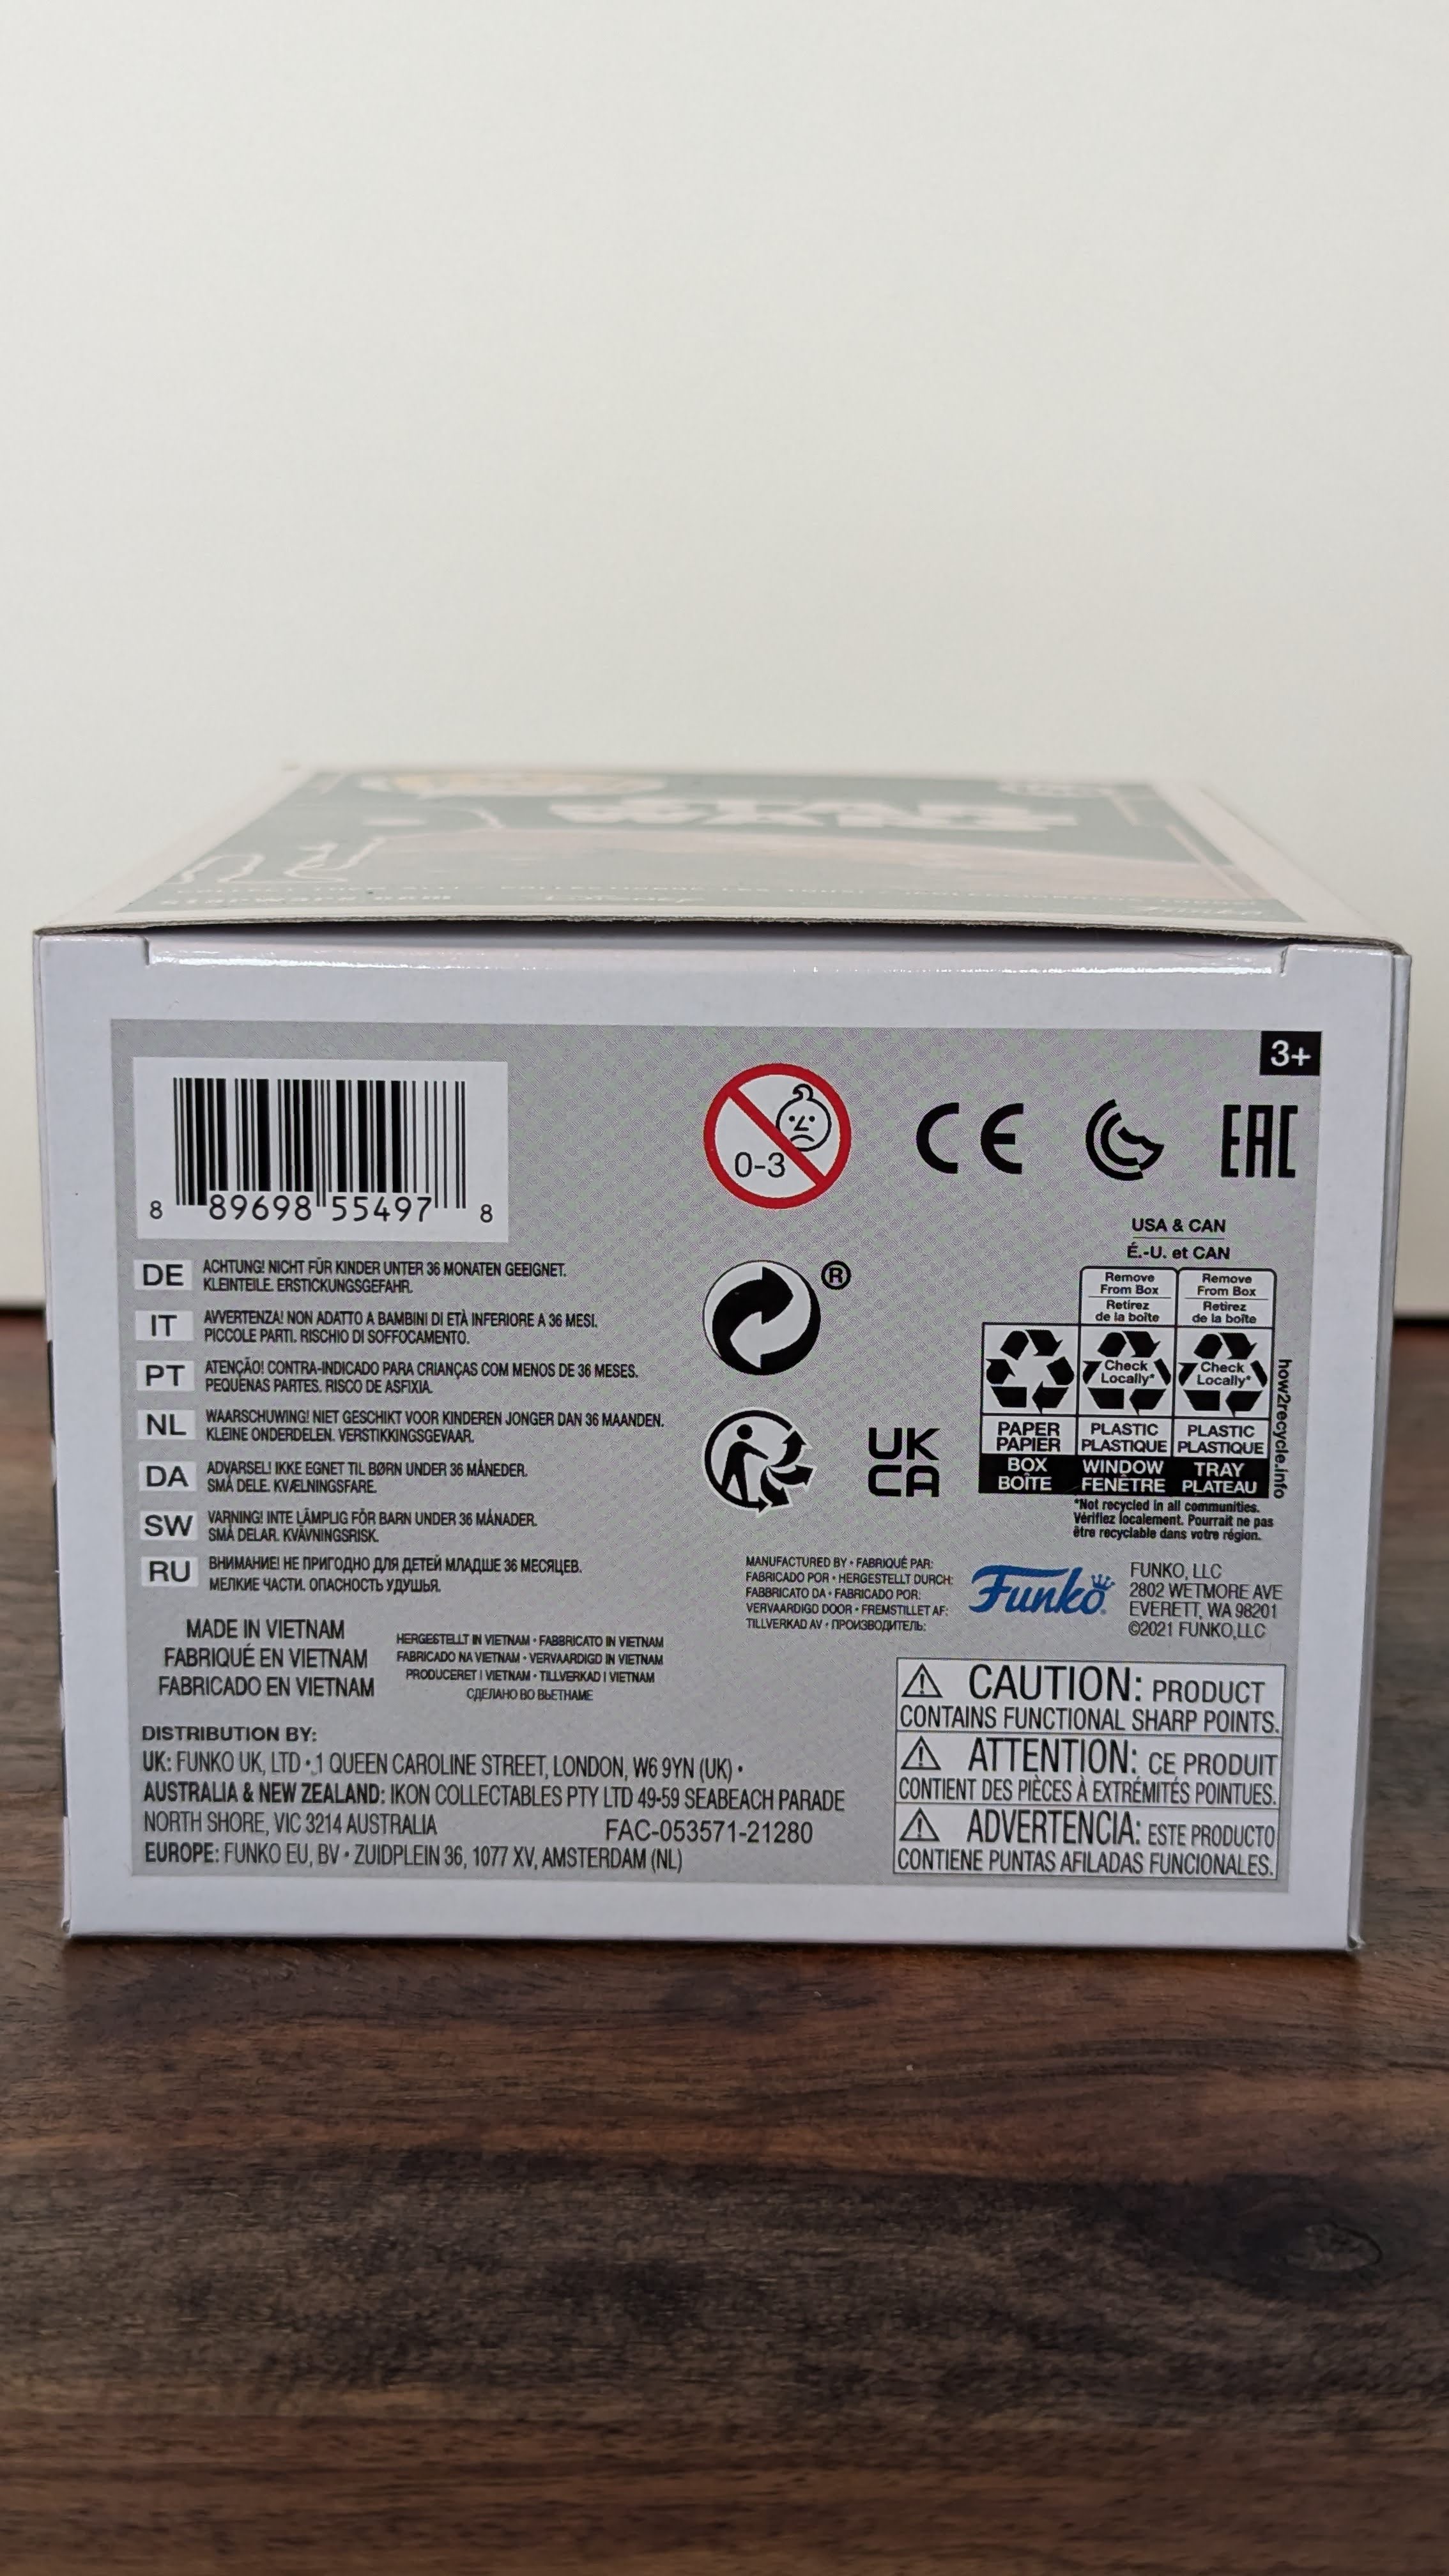 STAR
WARS
starwars.com
Funko
3+
8 89698 55497 8
0-3
CE
EAC
USA & CAN
É.-U. et CAN
Remove
From Box
Retirez
de la boîte
Remove
From Box
Retirez
de la boîte
Check
Locally*
Check
Locally*
PAPER
PAPIER
PLASTIC
PLASTIQUE
PLASTIC
PLASTIQUE
BOX
BOÎTE
WINDOW
FENÊTRE
TRAY
PLATEAU
how2recycle.info
*Not recycled in all communities.
Vérifiez localement. Pourrait ne pas
être recyclable dans votre région.
®
UK
CA
DE ACHTUNG! NICHT FÜR KINDER UNTER 36 MONATEN GEEIGNET.
KLEINTEILE. ERSTICKUNGSGEFAHR.
IT AVVERTENZA! NON ADATTO A BAMBINI DI ETÀ INFERIORE A 36 MESI.
PICCOLE PARTI. RISCHIO DI SOFFOCAMENTO.
PT ATENÇÃO! CONTRA-INDICADO PARA CRIANÇAS COM MENOS DE 36 MESES.
PEQUENAS PARTES. RISCO DE ASFIXIA.
NL WAARSCHUWING! NIET GESCHIKT VOOR KINDEREN JONGER DAN 36 MAANDEN.
KLEINE ONDERDELEN. VERSTIKKINGSGEVAAR.
DA ADVARSEL! IKKE EGNET TIL BØRN UNDER 36 MÅNEDER.
SMÅ DELE. KVÆLNINGSFARE.
SW VARNING! INTE LÄMPLIG FÖR BARN UNDER 36 MÅNADER.
SMÅ DELAR. KVÄVNINGSRISK.
RU ВНИМАНИЕ! НЕ ПРИГОДНО ДЛЯ ДЕТЕЙ МЛАДШЕ 36 МЕСЯЦЕВ.
МЕЛКИЕ ЧАСТИ. ОПАСНОСТЬ УДУШЬЯ.
MADE IN VIETNAM
FABRIQUÉ EN VIETNAM
FABRICADO EN VIETNAM
HERGESTELLT IN VIETNAM • FABBRICATO IN VIETNAM
FABRICADO NA VIETNAM • VERVAARDIGD IN VIETNAM
PRODUCERET I VIETNAM • TILLVERKAD I VIETNAM
СДЕЛАНО ВО ВЬЕТНАМЕ
MANUFACTURED BY • FABRIQUÉ PAR:
FABRICADO POR • HERGESTELLT DURCH:
FABBRICATO DA • FABRICADO POR:
VERVAARDIGD DOOR • FREMSTILLET AF:
TILLVERKAD AV • ПРОИЗВОДИТЕЛЬ:
Funko
FUNKO, LLC
2802 WETMORE AVE
EVERETT, WA 98201
©2021 FUNKO,LLC
DISTRIBUTION BY:
UK: FUNKO UK, LTD • 1 QUEEN CAROLINE STREET, LONDON, W6 9YN (UK) •
AUSTRALIA & NEW ZEALAND: IKON COLLECTABLES PTY LTD 49-59 SEABEACH PARADE
NORTH SHORE, VIC 3214 AUSTRALIA
FAC-053571-21280
EUROPE: FUNKO EU, BV • ZUIDPLEIN 36, 1077 XV, AMSTERDAM (NL)
CAUTION: PRODUCT
CONTAINS FUNCTIONAL SHARP POINTS.
ATTENTION: CE PRODUIT
CONTIENT DES PIÈCES À EXTRÉMITÉS POINTUES.
ADVERTENCIA: ESTE PRODUCTO
CONTIENE PUNTAS AFILADAS FUNCIONALES.